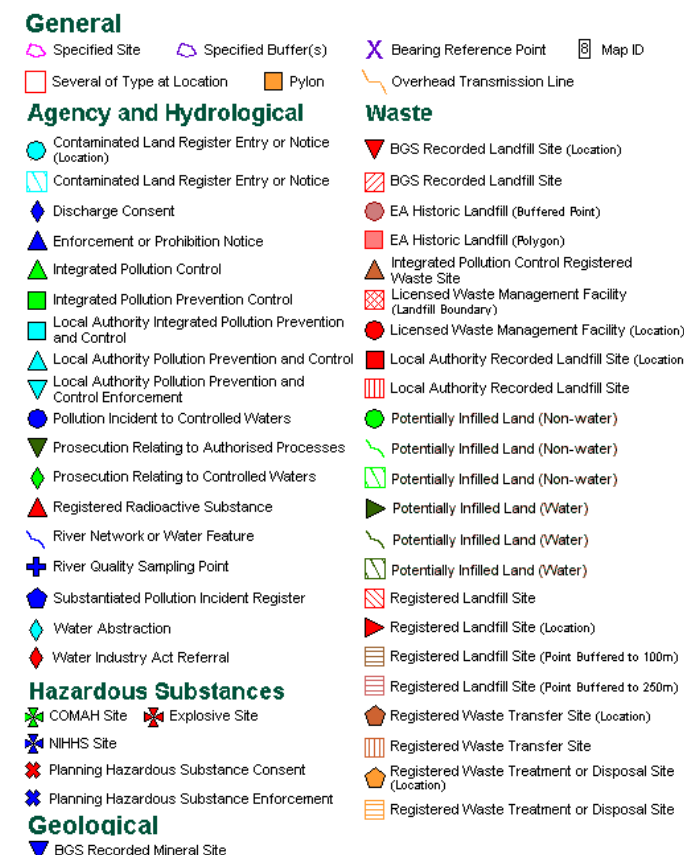 General
Specified Site
Specified Buffer(s)
Bearing Reference Point
8 Map ID
Several of Type at Location
Pylon
Overhead Transmission Line
Agency and Hydrological
Contaminated Land Register Entry or Notice
(Location)
Contaminated Land Register Entry or Notice
Discharge Consent
Enforcement or Prohibition Notice
Integrated Pollution Control
Integrated Pollution Prevention Control
Local Authority Integrated Pollution Prevention
and Control
Local Authority Pollution Prevention and Control
Local Authority Pollution Prevention and
Control Enforcement
Pollution Incident to Controlled Waters
Prosecution Relating to Authorised Processes
Prosecution Relating to Controlled Waters
Registered Radioactive Substance
River Network or Water Feature
River Quality Sampling Point
Substantiated Pollution Incident Register
Water Abstraction
Water Industry Act Referral
Hazardous Substances
COMAH Site
Explosive Site
NIHHS Site
Planning Hazardous Substance Consent
Planning Hazardous Substance Enforcement
Geological
BGS Recorded Mineral Site
Waste
BGS Recorded Landfill Site (Location)
BGS Recorded Landfill Site
EA Historic Landfill (Buffered Point)
EA Historic Landfill (Polygon)
Integrated Pollution Control Registered
Waste Site
Licensed Waste Management Facility
(Landfill Boundary)
Licensed Waste Management Facility (Location)
Local Authority Recorded Landfill Site (Location
Local Authority Recorded Landfill Site
Potentially Infilled Land (Non-water)
Potentially Infilled Land (Non-water)
Potentially Infilled Land (Non-water)
Potentially Infilled Land (Water)
Potentially Infilled Land (Water)
Potentially Infilled Land (Water)
Registered Landfill Site
Registered Landfill Site (Location)
Registered Landfill Site (Point Buffered to 100m)
Registered Landfill Site (Point Buffered to 250m)
Registered Waste Transfer Site (Location)
Registered Waste Transfer Site
Registered Waste Treatment or Disposal Site
(Location)
Registered Waste Treatment or Disposal Site